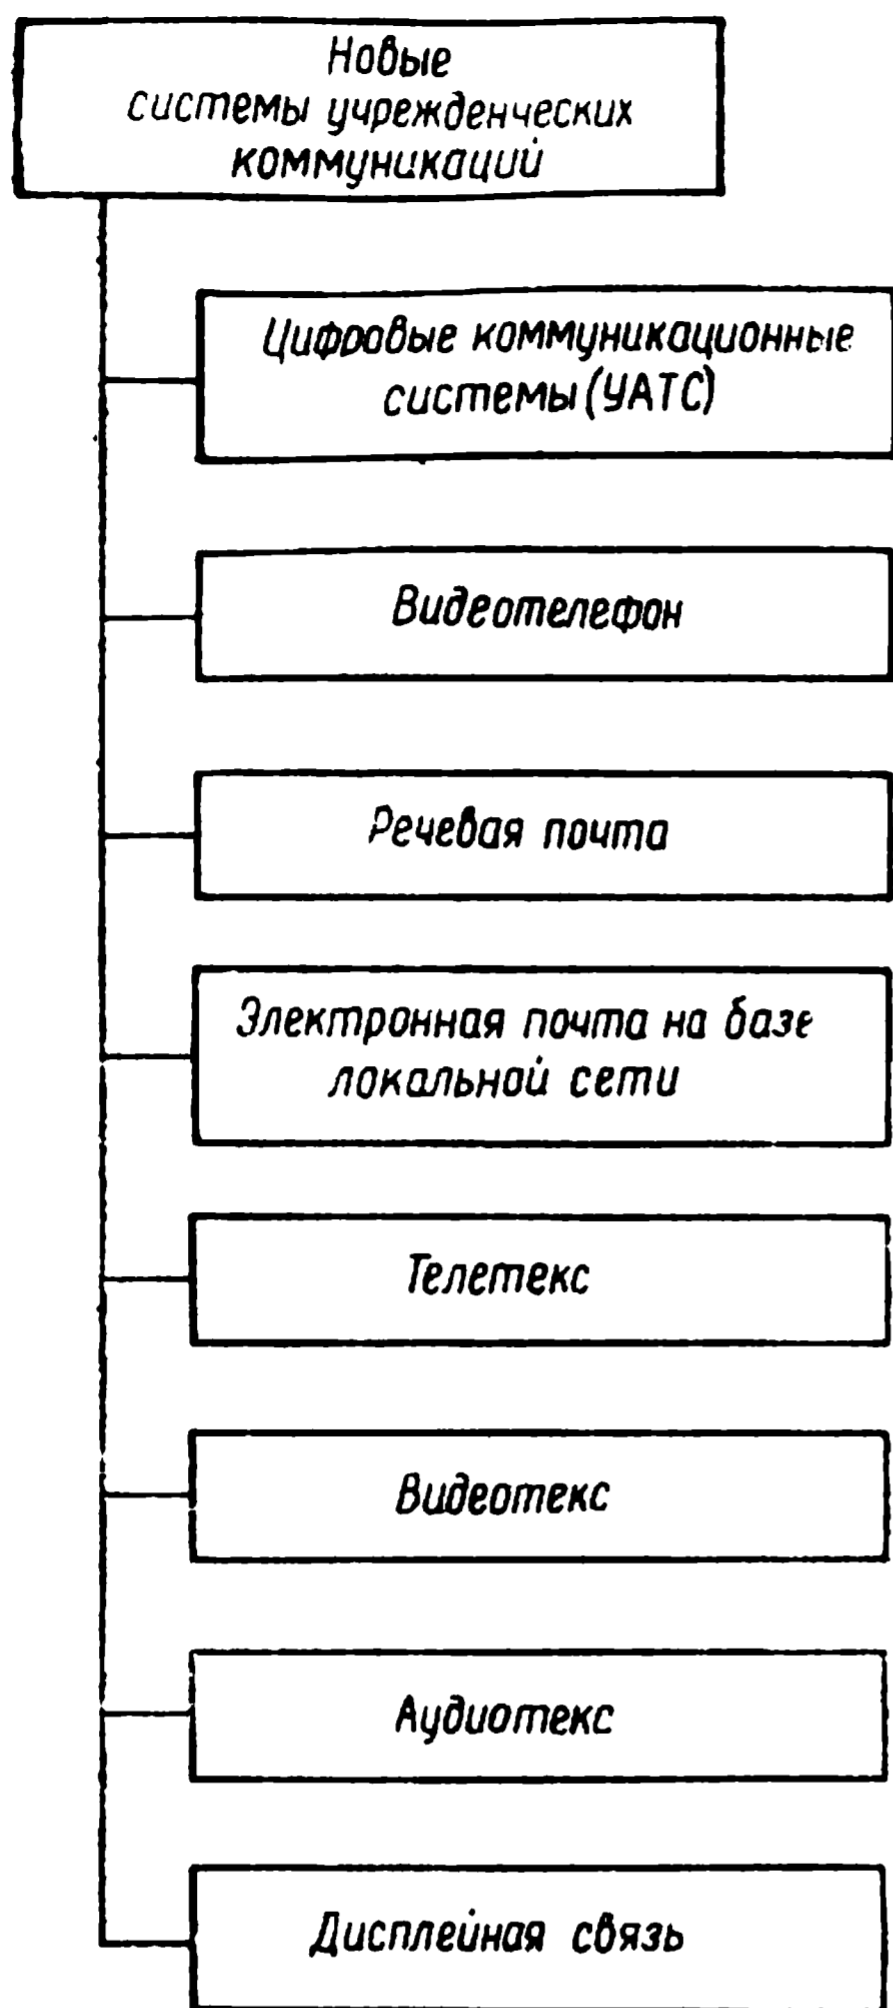 Новые
системы учрежденческих
коммуникаций
Цифровые коммуникационные
системы (УАТС)
Видеотелефон
Речевая почта
Электронная почта на базе
локальной сети
Телетекс
Видеотекс
Аудиотекс
Дисплейная связь